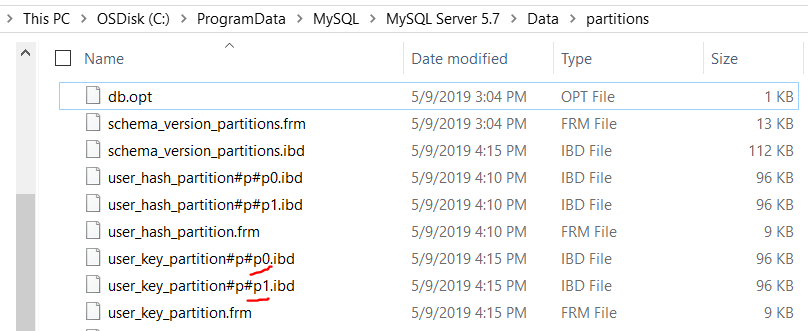 This PC > OSDisk (C:) > ProgramData > MySQL > MySQL Server 5.7 > Data > partitions
Name Date modified Type Size
db.opt 5/9/2019 3:04 PM OPT File 1 KB
schema_version_partitions.frm 5/9/2019 3:04 PM FRM File 13 KB
schema_version_partitions.ibd 5/9/2019 4:15 PM IBD File 112 KB
user_hash_partition#p#p0.ibd 5/9/2019 4:10 PM IBD File 96 KB
user_hash_partition#p#p1.ibd 5/9/2019 4:10 PM IBD File 96 KB
user_hash_partition.frm 5/9/2019 4:10 PM FRM File 9 KB
user_key_partition#p#p0.ibd 5/9/2019 4:15 PM IBD File 96 KB
user_key_partition#p#p1.ibd 5/9/2019 4:15 PM IBD File 96 KB
user_key_partition.frm 5/9/2019 4:15 PM FRM File 9 KB